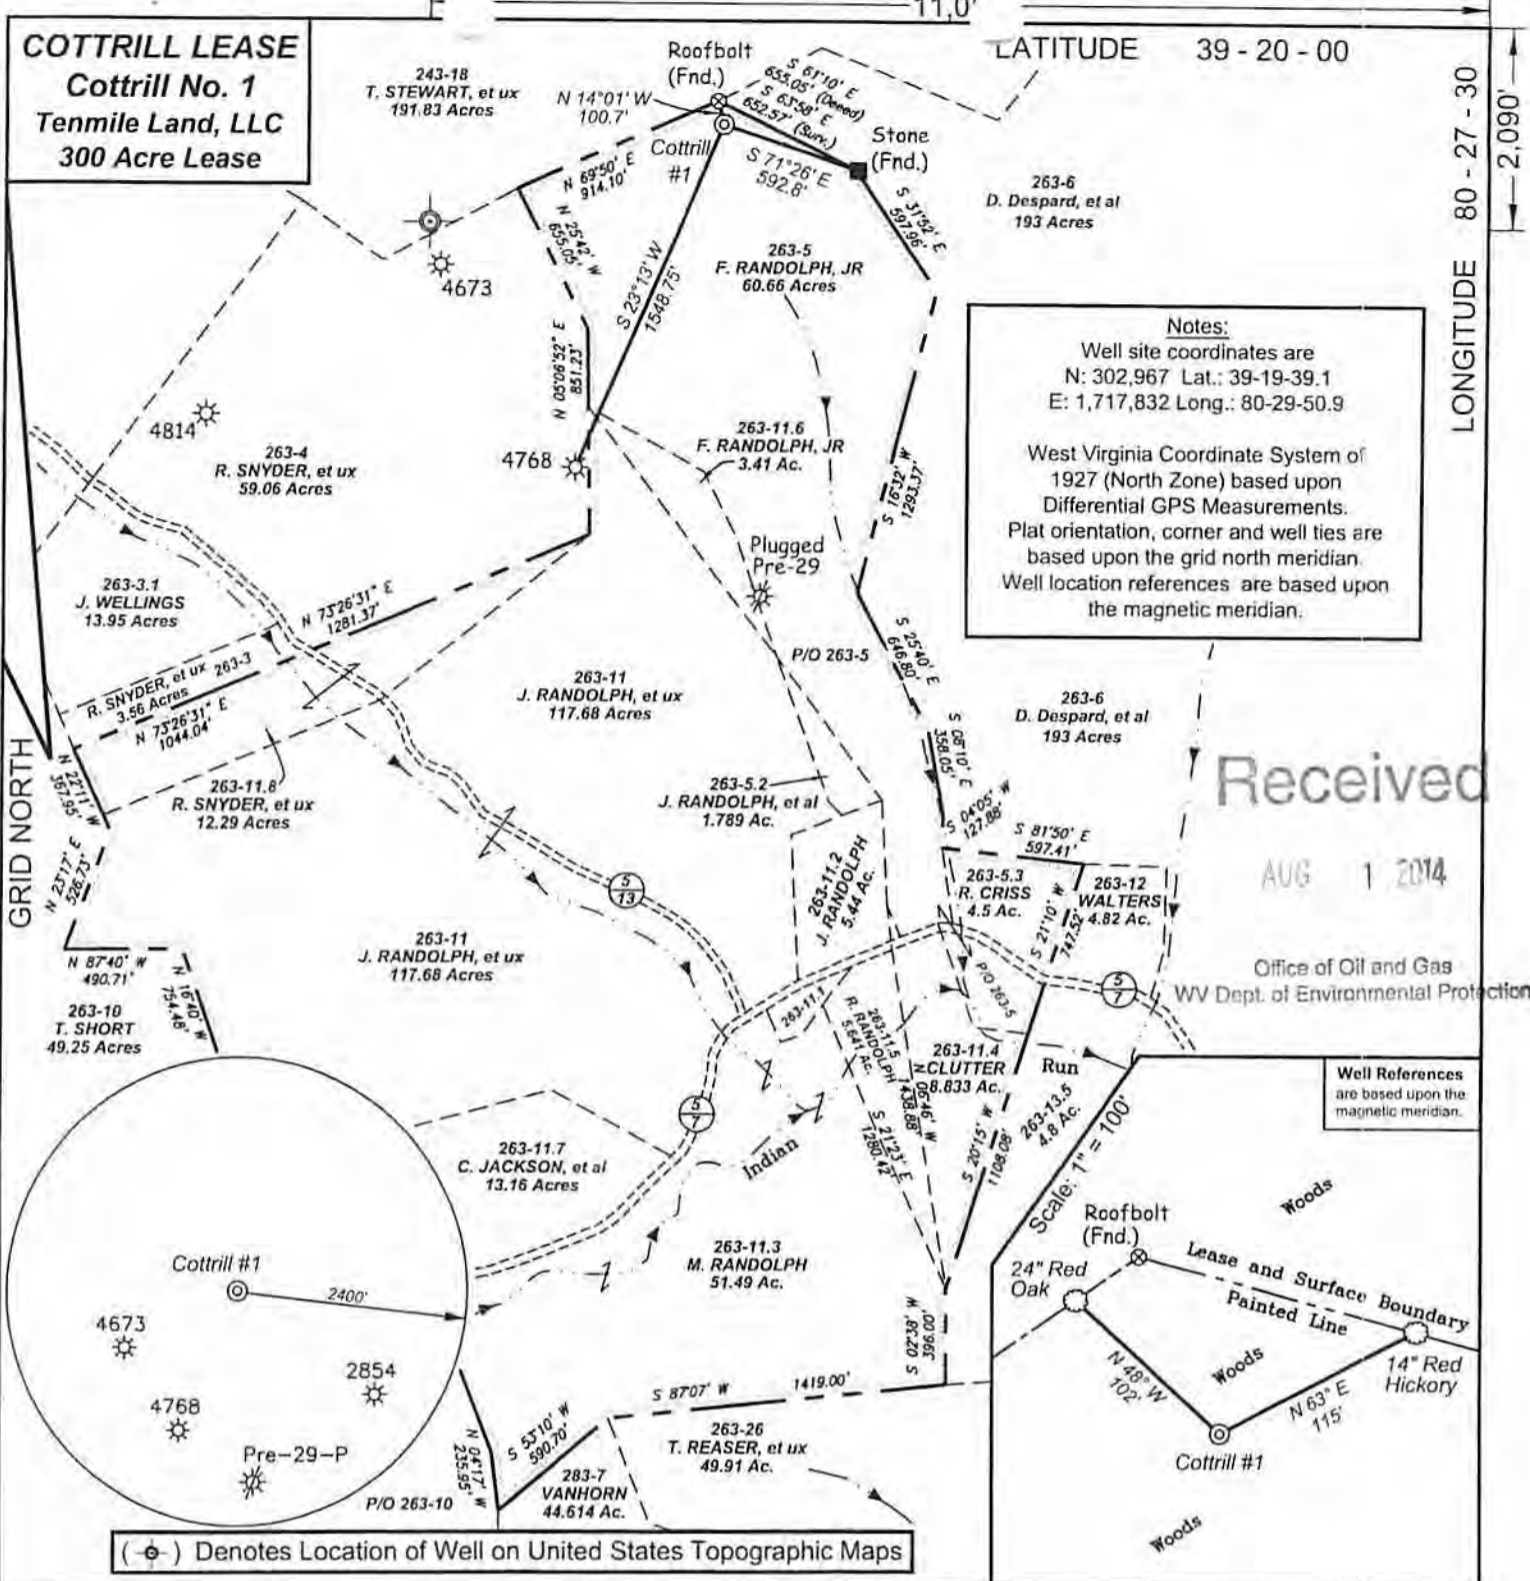 11,0'
COTTRILL LEASE
Cottrill No. 1
Tenmile Land, LLC
300 Acre Lease
LATITUDE 39 - 20 - 00
LONGITUDE 80 - 27 - 30
2,090'
243-18
T. STEWART, et ux
191.83 Acres
Roofbolt
(Fnd.)
N 14°01' W
100.7'
S 61°10' E
655.05' (Deeed)
S 63°58' E
652.57' (Surv.)
Stone
(Fnd.)
Cottrill
#1
S 71°26' E
592.8'
N 69°50' E
914.10'
N 25°42' W
655.05'
S 31°52' E
597.96'
263-6
D. Despard, et al
193 Acres
4673
S 23°13' W
1548.75'
263-5
F. RANDOLPH, JR
60.66 Acres
N 05°06'52" E
851.23'
Notes:
Well site coordinates are
N: 302,967 Lat.: 39-19-39.1
E: 1,717,832 Long.: 80-29-50.9
West Virginia Coordinate System of
1927 (North Zone) based upon
Differential GPS Measurements.
Plat orientation, corner and well ties are
based upon the grid north meridian.
Well location references are based upon
the magnetic meridian.
4814
263-4
R. SNYDER, et ux
59.06 Acres
4768
263-11.6
F. RANDOLPH, JR
3.41 Ac.
S 16°32' W
1293.37'
Plugged
Pre-29
263-3.1
J. WELLINGS
13.95 Acres
N 73°26'31" E
1281.37'
P/O 263-5
S 25°40' E
646.80'
R. SNYDER, et ux 263-3
3.56 Acres
N 73°26'31" E
1044.04'
263-11
J. RANDOLPH, et ux
117.68 Acres
263-6
D. Despard, et al
193 Acres
S 08°10' E
358.05'
GRID NORTH
N 22°11' W
367.95'
263-11.8
R. SNYDER, et ux
12.29 Acres
263-5.2
J. RANDOLPH, et al
1.789 Ac.
S 04°05' W
127.88'
S 81°50' E
597.41'
Received
AUG 1 2014
Office of Oil and Gas
WV Dept. of Environmental Protection
N 23°17' E
526.73'
5
13
263-11.2
J. RANDOLPH
5.44 Ac.
263-5.3
R. CRISS
4.5 Ac.
263-12
WALTERS
4.82 Ac.
S 21°10' W
747.52'
N 87°40' W
490.71'
N 16°40' W
754.48'
263-11
J. RANDOLPH, et ux
117.68 Acres
P/O 263-5
5
7
263-10
T. SHORT
49.25 Acres
263-11.1
263-11.5
R. RANDOLPH
5.641 Ac.
263-11.4
CLUTTER
8.833 Ac.
Run
N 06°46' W
1438.88'
S 21°23' E
1280.42'
S 20°15' W
1108.08'
263-13.5
4.8 Ac.
Scale: 1" = 100'
Well References
are based upon the
magnetic meridian.
5
7
263-11.7
C. JACKSON, et al
13.16 Acres
Indian
263-11.3
M. RANDOLPH
51.49 Ac.
Cottrill #1
2400'
4673
2854
4768
Pre-29-P
Roofbolt
(Fnd.)
Woods
24" Red
Oak
Lease and Surface Boundary
Painted Line
Woods
14" Red
Hickory
N 48° W
102'
N 63° E
115'
Cottrill #1
Woods
S 03°28' W
396.00'
S 87°07' W 1419.00'
S 53°10' W
590.70'
N 04°17' W
235.95'
263-26
T. REASER, et ux
49.91 Ac.
283-7
VANHORN
44.614 Ac.
P/O 263-10
( ) Denotes Location of Well on United States Topographic Maps